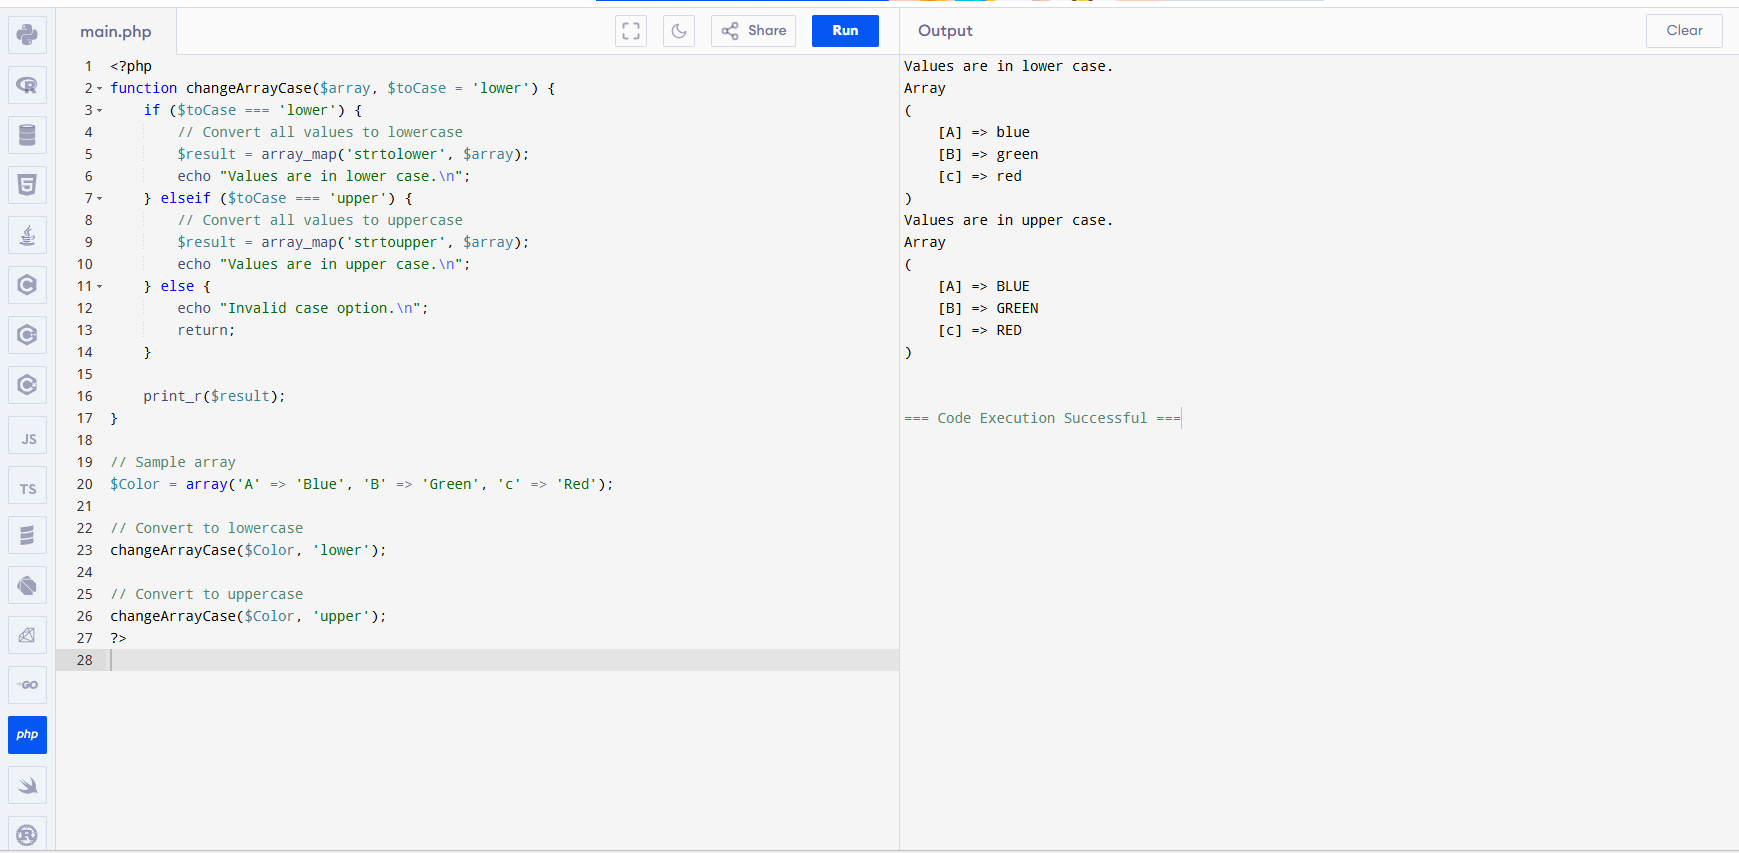 main.php
Share
Run
Output
Clear
1 <?php
2 function changeArrayCase($array, $toCase = 'lower') {
3     if ($toCase === 'lower') {
4         // Convert all values to lowercase
5         $result = array_map('strtolower', $array);
6         echo "Values are in lower case.\n";
7     } elseif ($toCase === 'upper') {
8         // Convert all values to uppercase
9         $result = array_map('strtoupper', $array);
10         echo "Values are in upper case.\n";
11     } else {
12         echo "Invalid case option.\n";
13         return;
14     }
15
16     print_r($result);
17 }
18
19 // Sample array
20 $Color = array('A' => 'Blue', 'B' => 'Green', 'c' => 'Red');
21
22 // Convert to lowercase
23 changeArrayCase($Color, 'lower');
24
25 // Convert to uppercase
26 changeArrayCase($Color, 'upper');
27 ?>
28
Values are in lower case.
Array
(
    [A] => blue
    [B] => green
    [c] => red
)
Values are in upper case.
Array
(
    [A] => BLUE
    [B] => GREEN
    [c] => RED
)
=== Code Execution Successful ===
R
5
C
C
C
JS
TS
GO
php
R